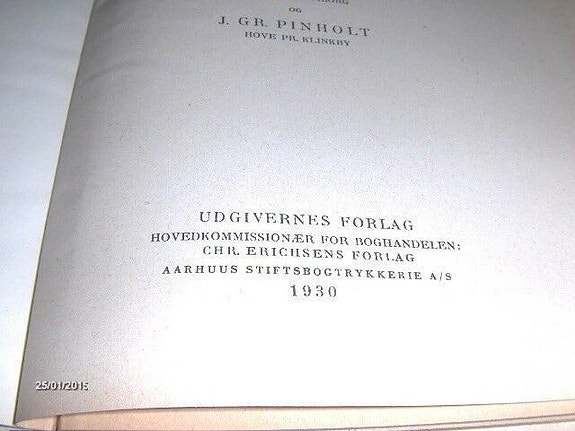 OG
J. GR. PINHOLT
HOVE PR. KLINKBY
UDGIVERNES FORLAG
HOVEDKOMMISSIONÆR FOR BOGHANDELEN:
CHR. ERICHSENS FORLAG
AARHUUS STIFTSBOGTRYKKERIE A/S
1930
25/01/2015